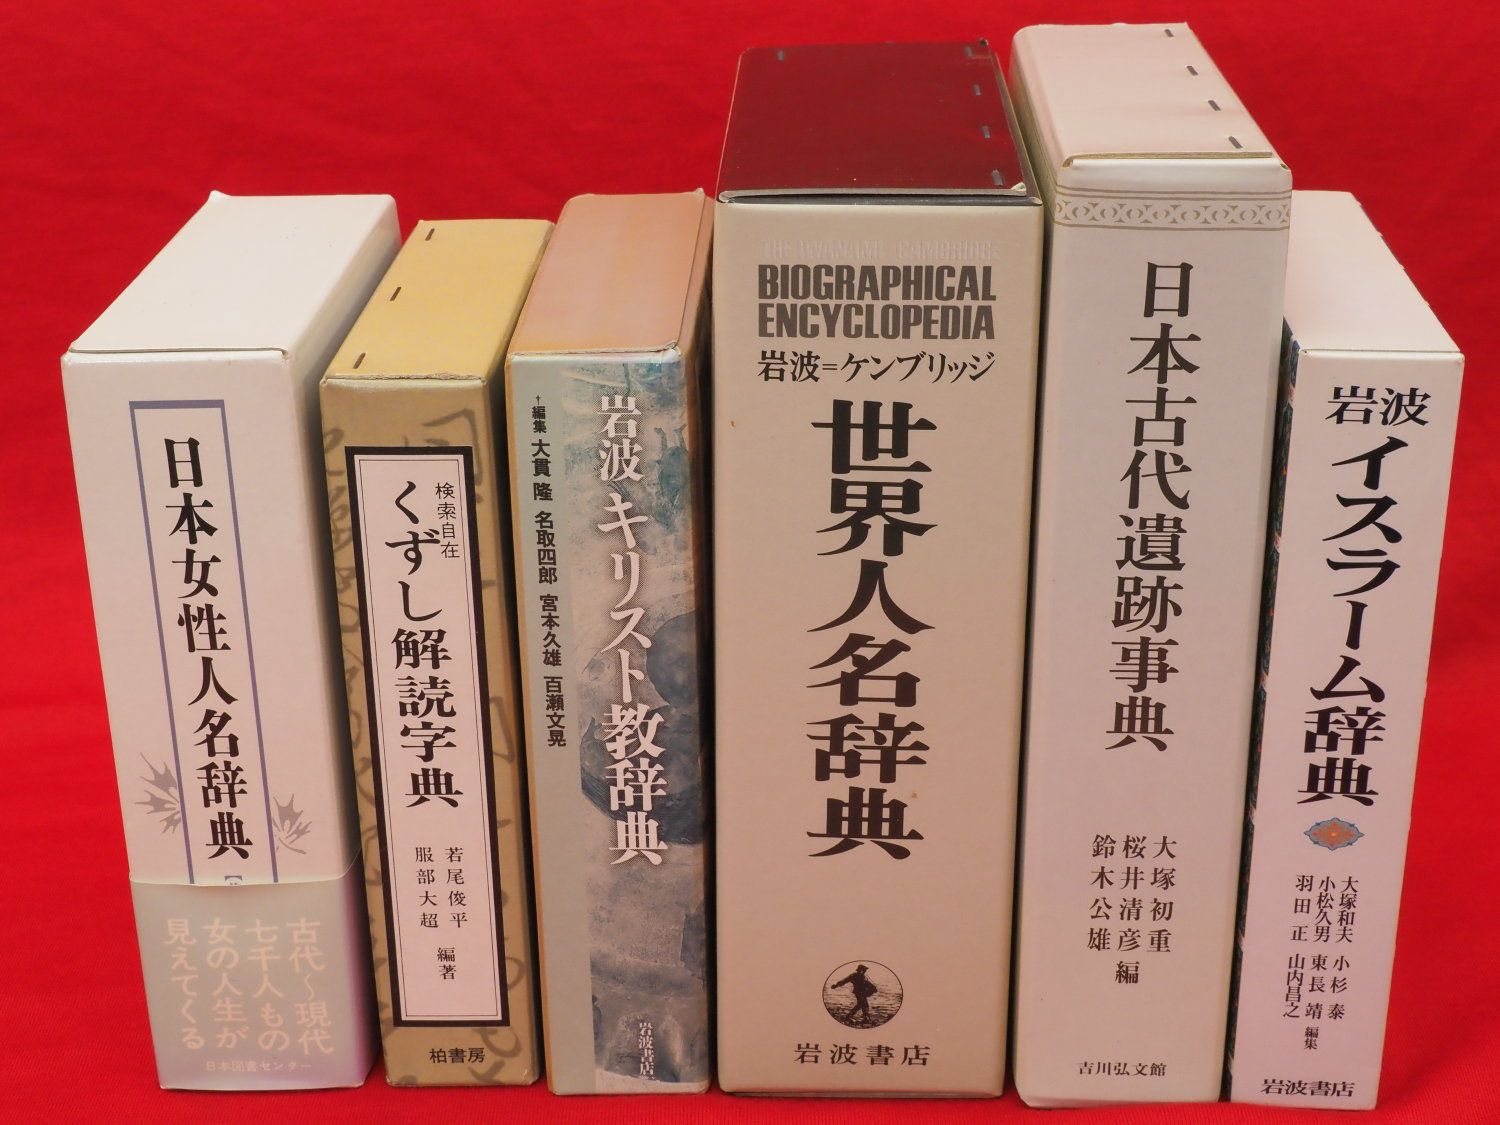 日本女性人名辞典
古代〜現代
七千人もの
女の人生が
見えてくる
日本図書センター
検索自在
くずし解読字典
若尾俊平
服部大超
編著
柏書房
岩波 キリスト教辞典
†編集 大貫 隆 名取四郎 宮本久雄 百瀬文晃
岩波書店
THE IWANAMI CAMBRIDGE
BIOGRAPHICAL
ENCYCLOPEDIA
岩波=ケンブリッジ
世界人名辞典
岩波書店
日本古代遺跡事典
大塚初重
桜井清彦 編
鈴木公雄
吉川弘文館
岩波
イスラーム辞典
大塚和夫 小杉 泰
小松久男 東長 靖
羽田 正 山内昌之
編集
岩波書店